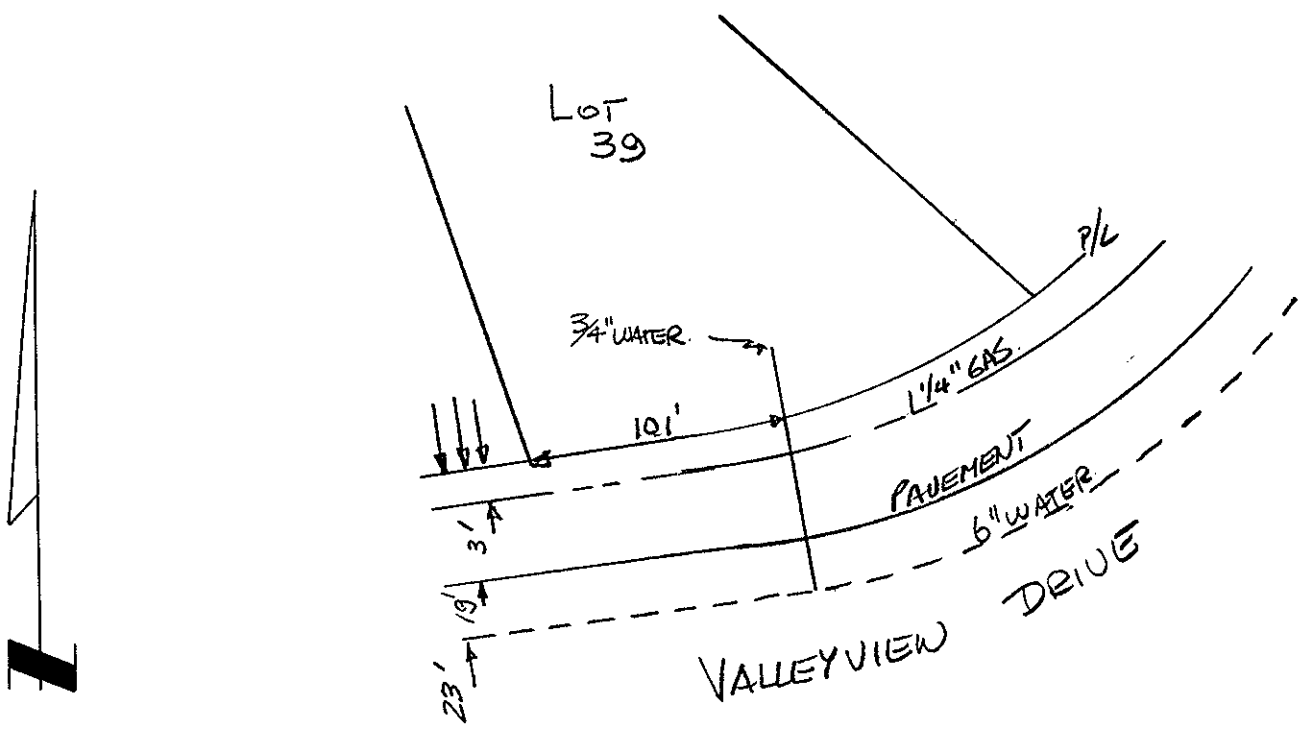 LOT
39
P/L
3/4" WATER.
1 1/4" GAS.
101'
PAVEMENT
6" WATER.
3'
19'
23'
VALLEYVIEW DRIVE